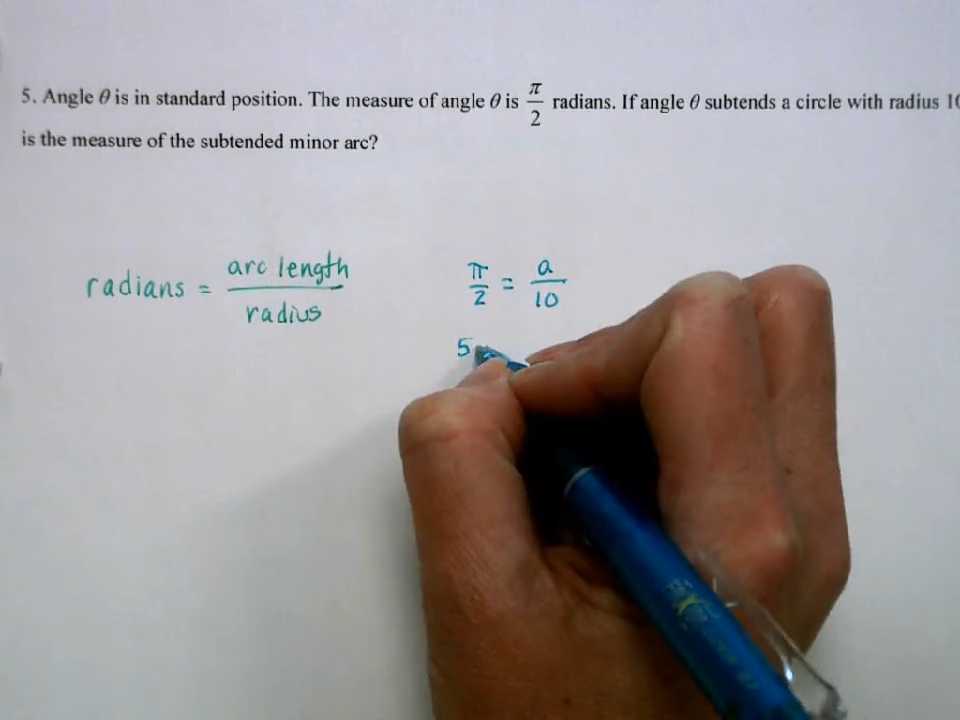 5. Angle θ is in standard position. The measure of angle θ is π/2 radians. If angle θ subtends a circle with radius 10
is the measure of the subtended minor arc?
radians = arc length / radius
π/2 = a/10
5